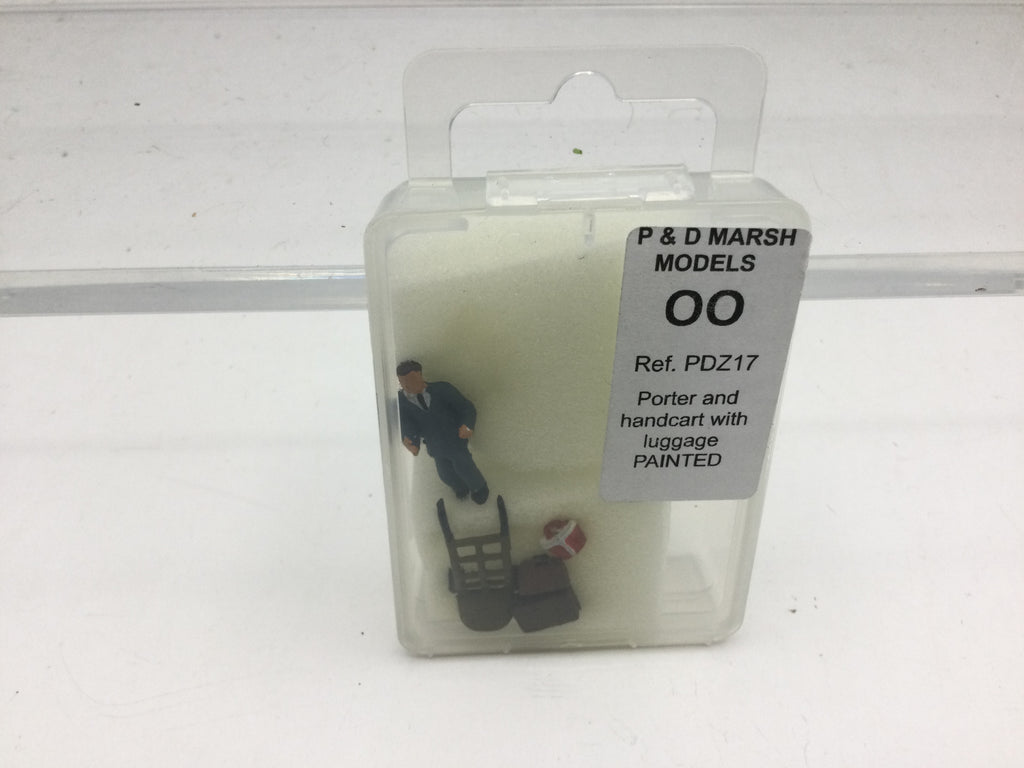 P & D MARSH
MODELS
OO
Ref. PDZ17
Porter and
handcart with
luggage
PAINTED